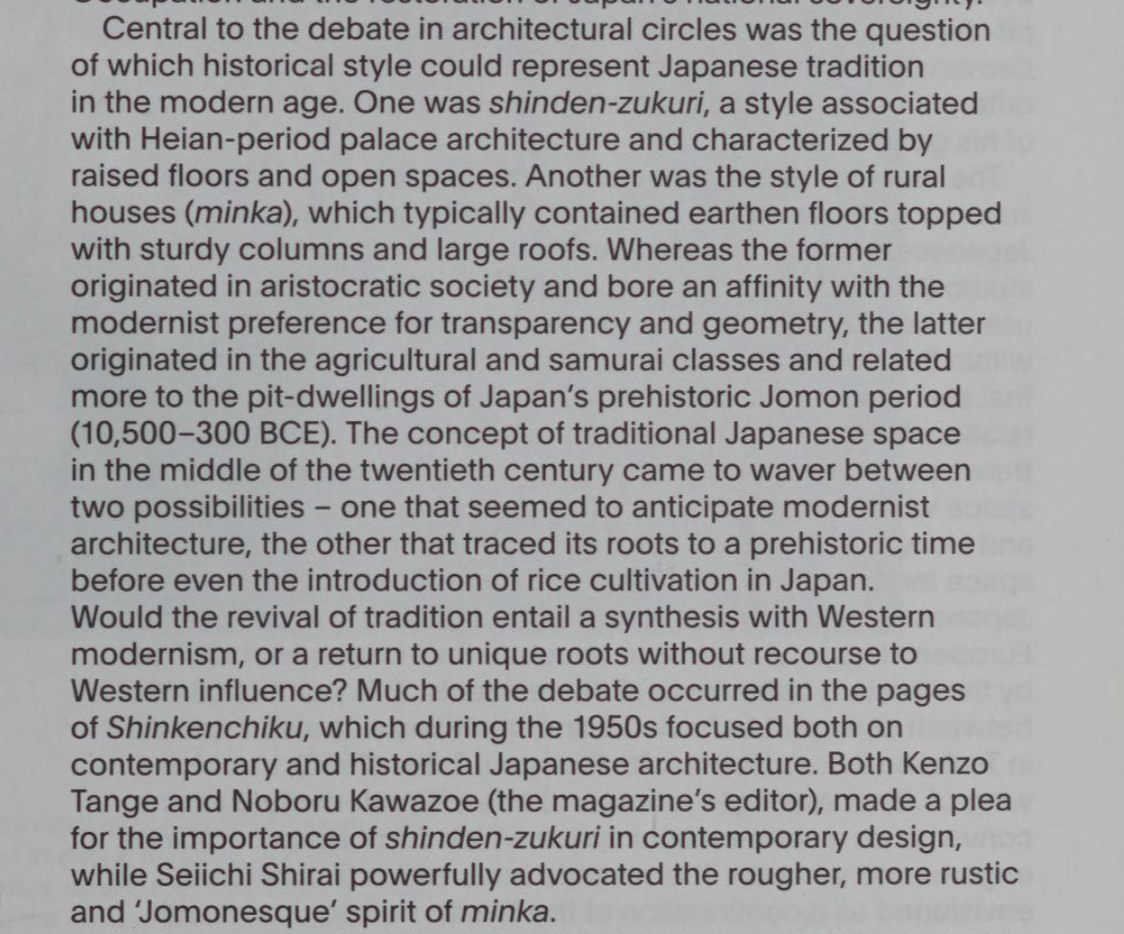 Occupation and the restoration of Japan's national sovereignty.
Central to the debate in architectural circles was the question
of which historical style could represent Japanese tradition
in the modern age. One was shinden-zukuri, a style associated
with Heian-period palace architecture and characterized by
raised floors and open spaces. Another was the style of rural
houses (minka), which typically contained earthen floors topped
with sturdy columns and large roofs. Whereas the former
originated in aristocratic society and bore an affinity with the
modernist preference for transparency and geometry, the latter
originated in the agricultural and samurai classes and related
more to the pit-dwellings of Japan's prehistoric Jomon period
(10,500–300 BCE). The concept of traditional Japanese space
in the middle of the twentieth century came to waver between
two possibilities – one that seemed to anticipate modernist
architecture, the other that traced its roots to a prehistoric time
before even the introduction of rice cultivation in Japan.
Would the revival of tradition entail a synthesis with Western
modernism, or a return to unique roots without recourse to
Western influence? Much of the debate occurred in the pages
of Shinkenchiku, which during the 1950s focused both on
contemporary and historical Japanese architecture. Both Kenzo
Tange and Noboru Kawazoe (the magazine's editor), made a plea
for the importance of shinden-zukuri in contemporary design,
while Seiichi Shirai powerfully advocated the rougher, more rustic
and 'Jomonesque' spirit of minka.